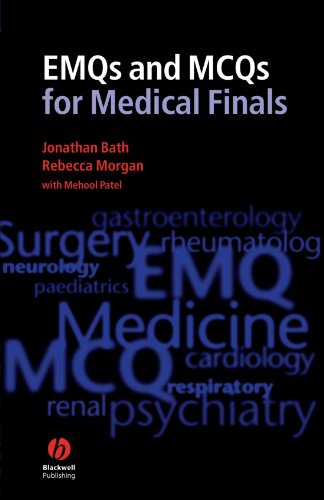 EMQs and MCQs
for Medical Finals
Jonathan Bath
Rebecca Morgan
with Mehool Patel
gastroenterology
Surgery
rheumatolog
neurology
EMQ
paediatrics
Medicine
cardiology
MCQ
respiratory
renal
psychiatry
Blackwell
Publishing